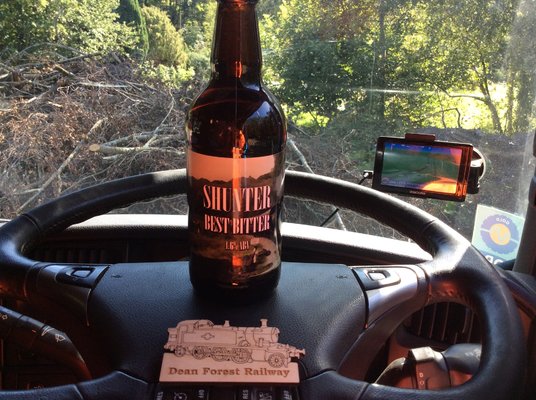 SHUNTER
BEST BITTER
Dean Forest Railway